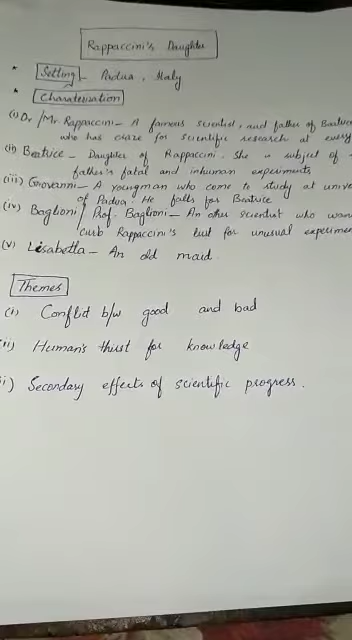 Rappaccini's Daughter
* Setting - Padua, Italy
* Charaterisation
(i) Dr/Mr. Rappaccini - A famous scientist, and father of Beatrice
who has craze for scientific research at every
(ii) Beatrice - Daughter of Rappaccini. She is subject of
father's fatal and inhuman experiments
(iii) Giovanni - A youngman who come to study at unive
of Padua. He falls for Beatrice
(iv) Baglioni / Prof. Baglioni - An other scientist who wan
curb Rappaccini's lust for unusual experimen
(v) Lisabetta - An old maid.
Themes
(i) Conflict b/w good and bad
ii) Human's thirst for knowledge
i) Secondary effects of scientific progress.